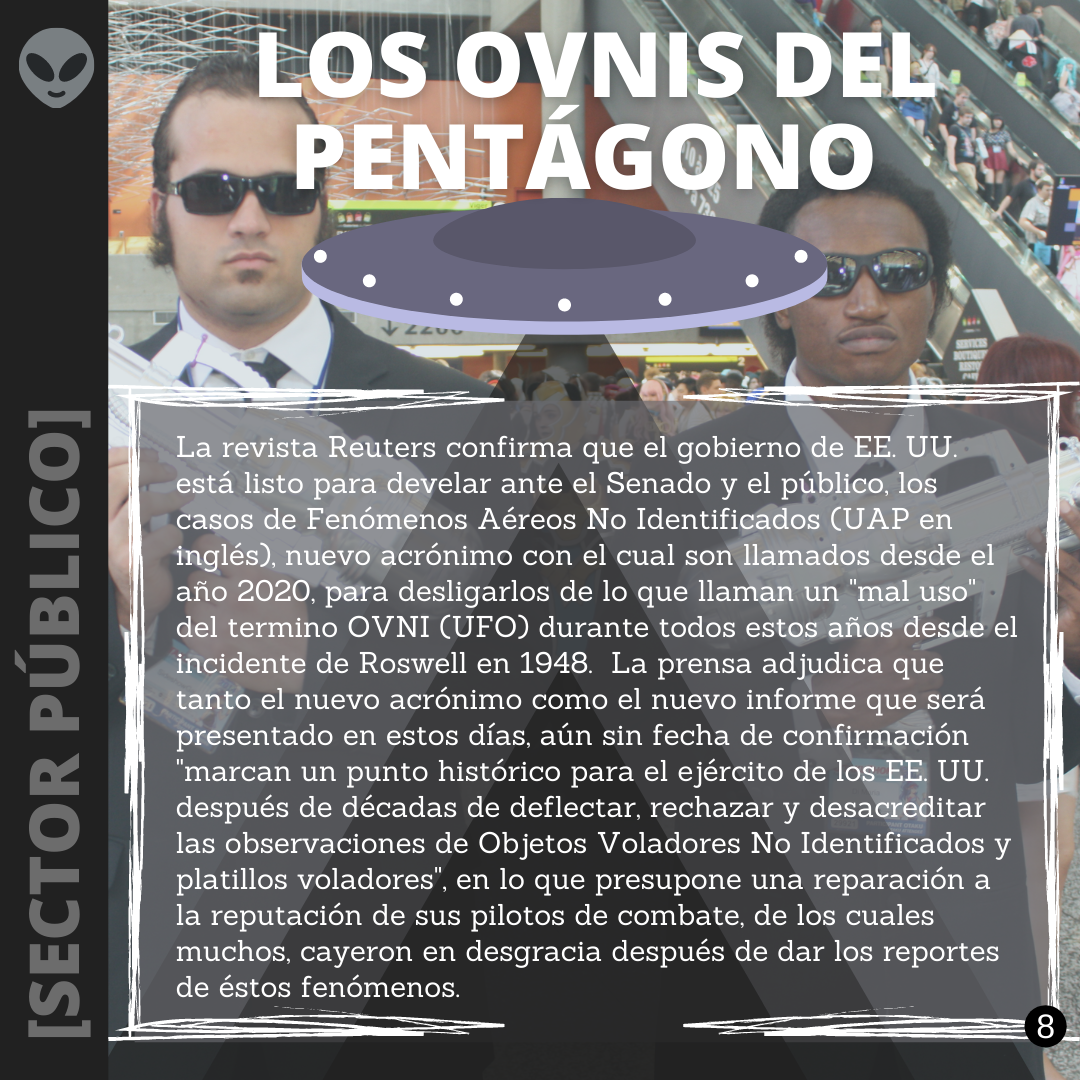 LOS OVNIS DEL
PENTÁGONO
[SECTOR PÚBLICO]
2200
SERVICES
La revista Reuters confirma que el gobierno de EE. UU.
está listo para develar ante el Senado y el público, los
casos de Fenómenos Aéreos No Identificados (UAP en
inglés), nuevo acrónimo con el cual son llamados desde el
año 2020, para desligarlos de lo que llaman un "mal uso"
del termino OVNI (UFO) durante todos estos años desde el
incidente de Roswell en 1948. La prensa adjudica que
tanto el nuevo acrónimo como el nuevo informe que será
presentado en estos días, aún sin fecha de confirmación
"marcan un punto histórico para el ejército de los EE. UU.
después de décadas de deflectar, rechazar y desacreditar
las observaciones de Objetos Voladores No Identificados y
platillos voladores", en lo que presupone una reparación a
la reputación de sus pilotos de combate, de los cuales
muchos, cayeron en desgracia después de dar los reportes
de éstos fenómenos.
8